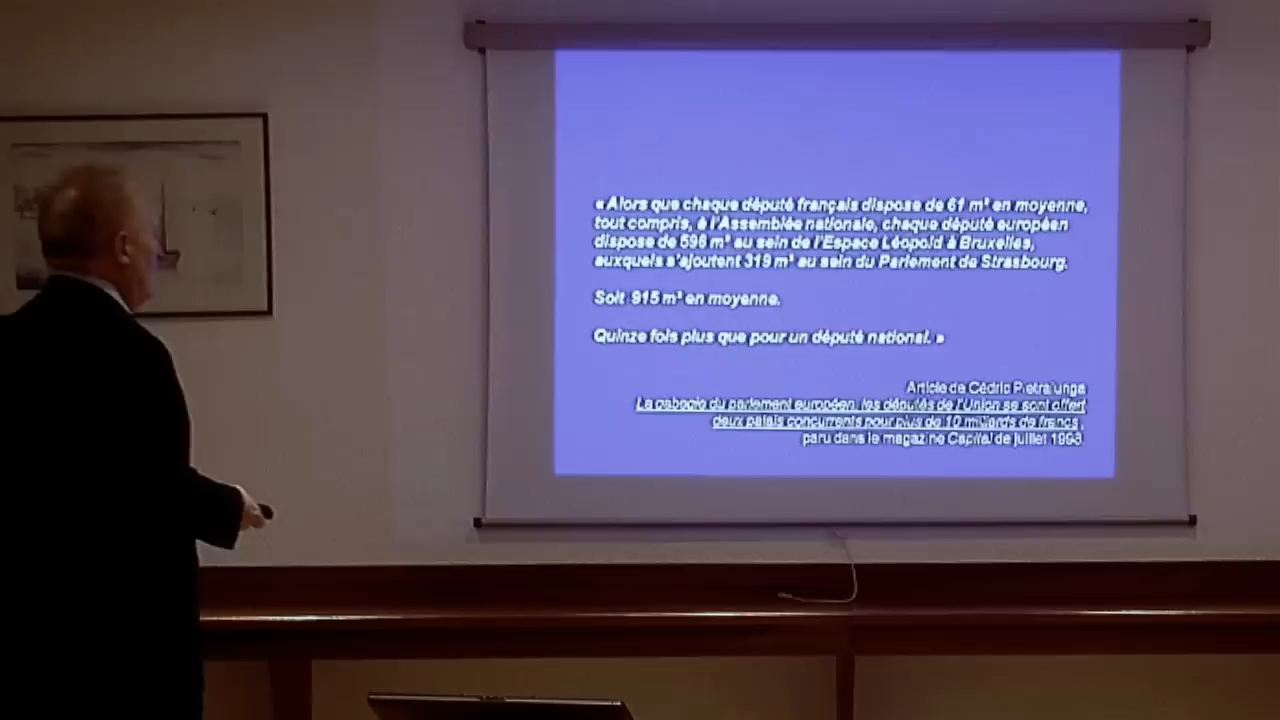 « Alors que chaque député français dispose de 61 m² en moyenne,
tout compris, à l'Assemblée nationale, chaque député européen
dispose de 596 m² au sein de l'Espace Léopold à Bruxelles,
auxquels s'ajoutent 319 m² au sein du Parlement de Strasbourg.
Soit 915 m² en moyenne.
Quinze fois plus que pour un député national. »
Article de Cédric Pietralunga
La gabegie du parlement européen, les députés de l'Union se sont offert
deux palais concurrents pour plus de 10 milliards de francs,
paru dans le magazine Capital de juillet